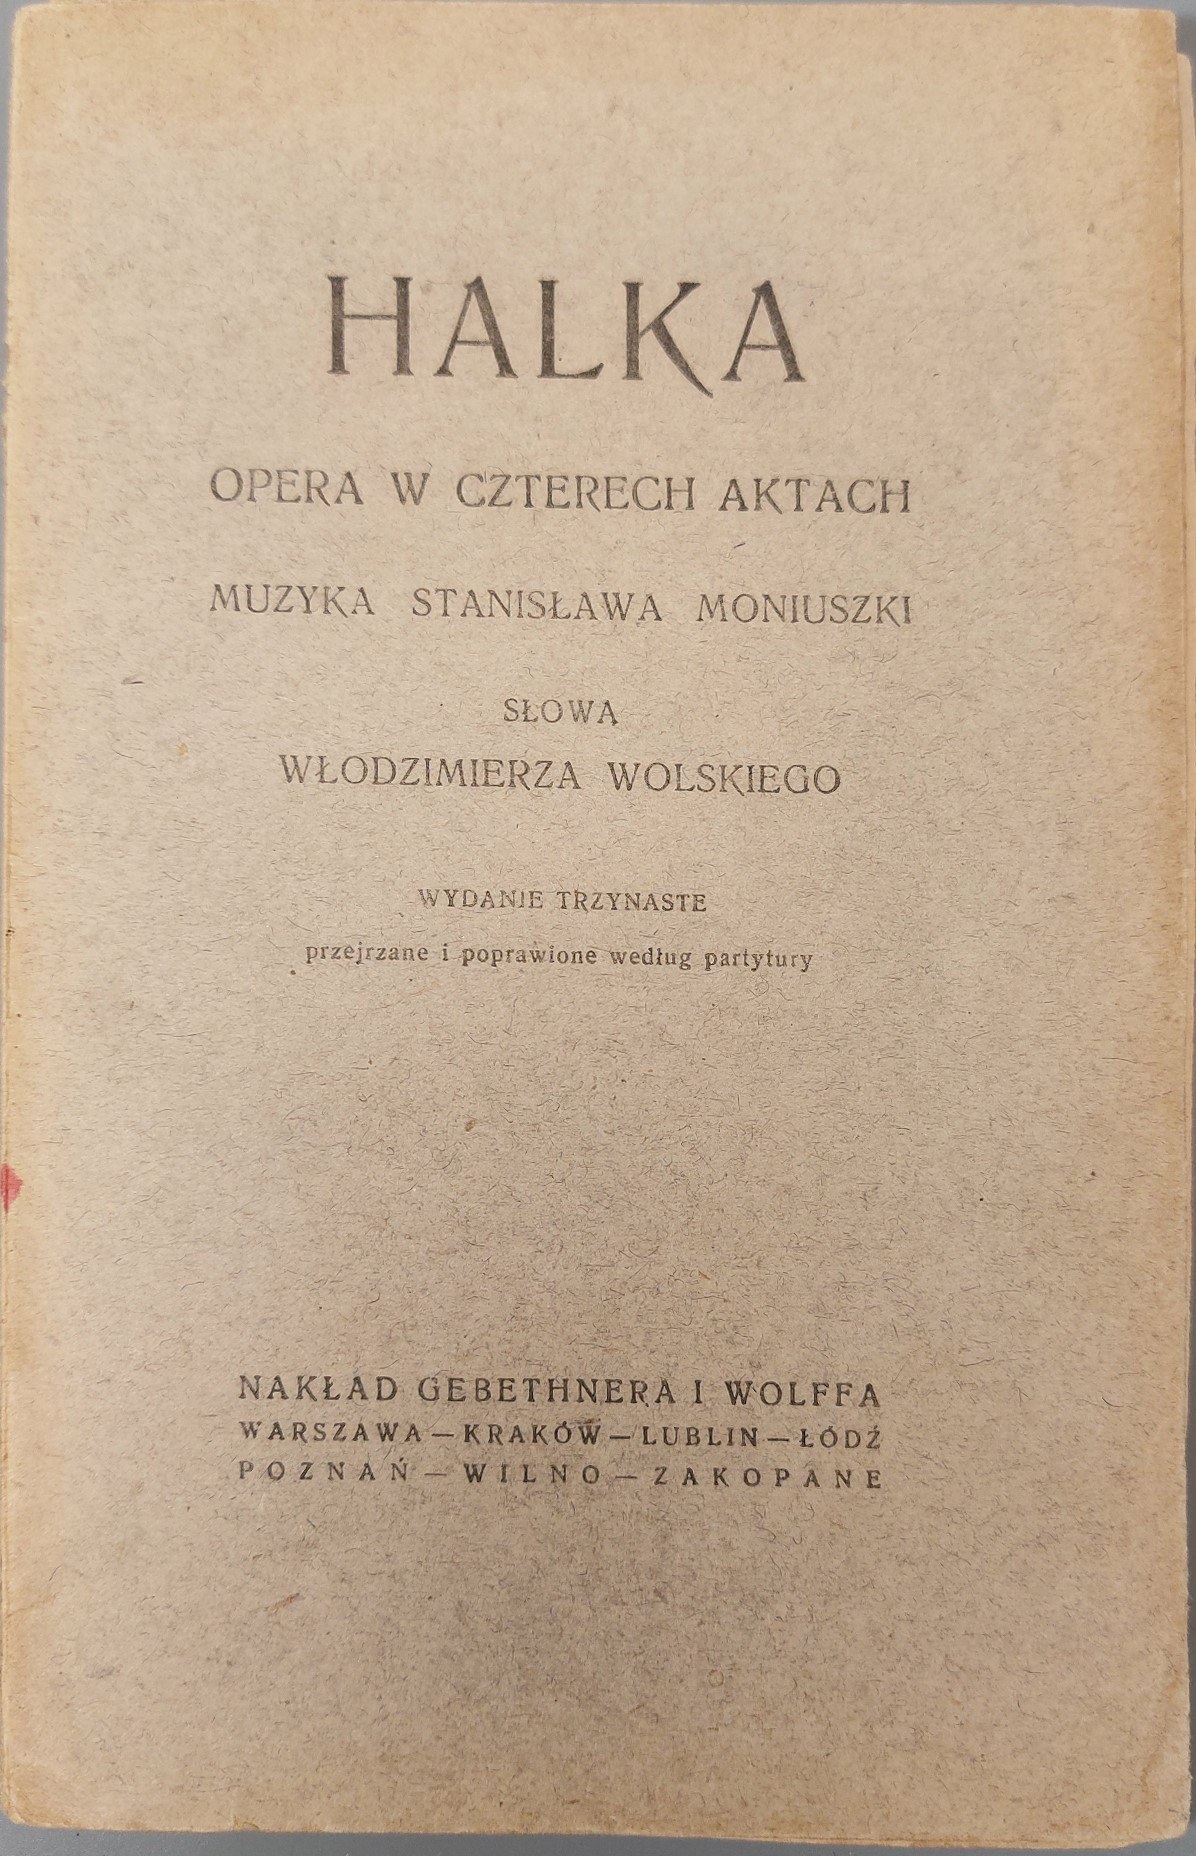 HALKA
OPERA W CZTERECH AKTACH
MUZYKA STANISŁAWA MONIUSZKI
SŁOWA
WŁODZIMIERZA WOLSKIEGO
WYDANIE TRZYNASTE
przejrzane i poprawione według partytury
NAKŁAD GEBETHNERA I WOLFFA
WARSZAWA—KRAKÓW—LUBLIN—ŁÓDŹ
POZNAŃ—WILNO—ZAKOPANE